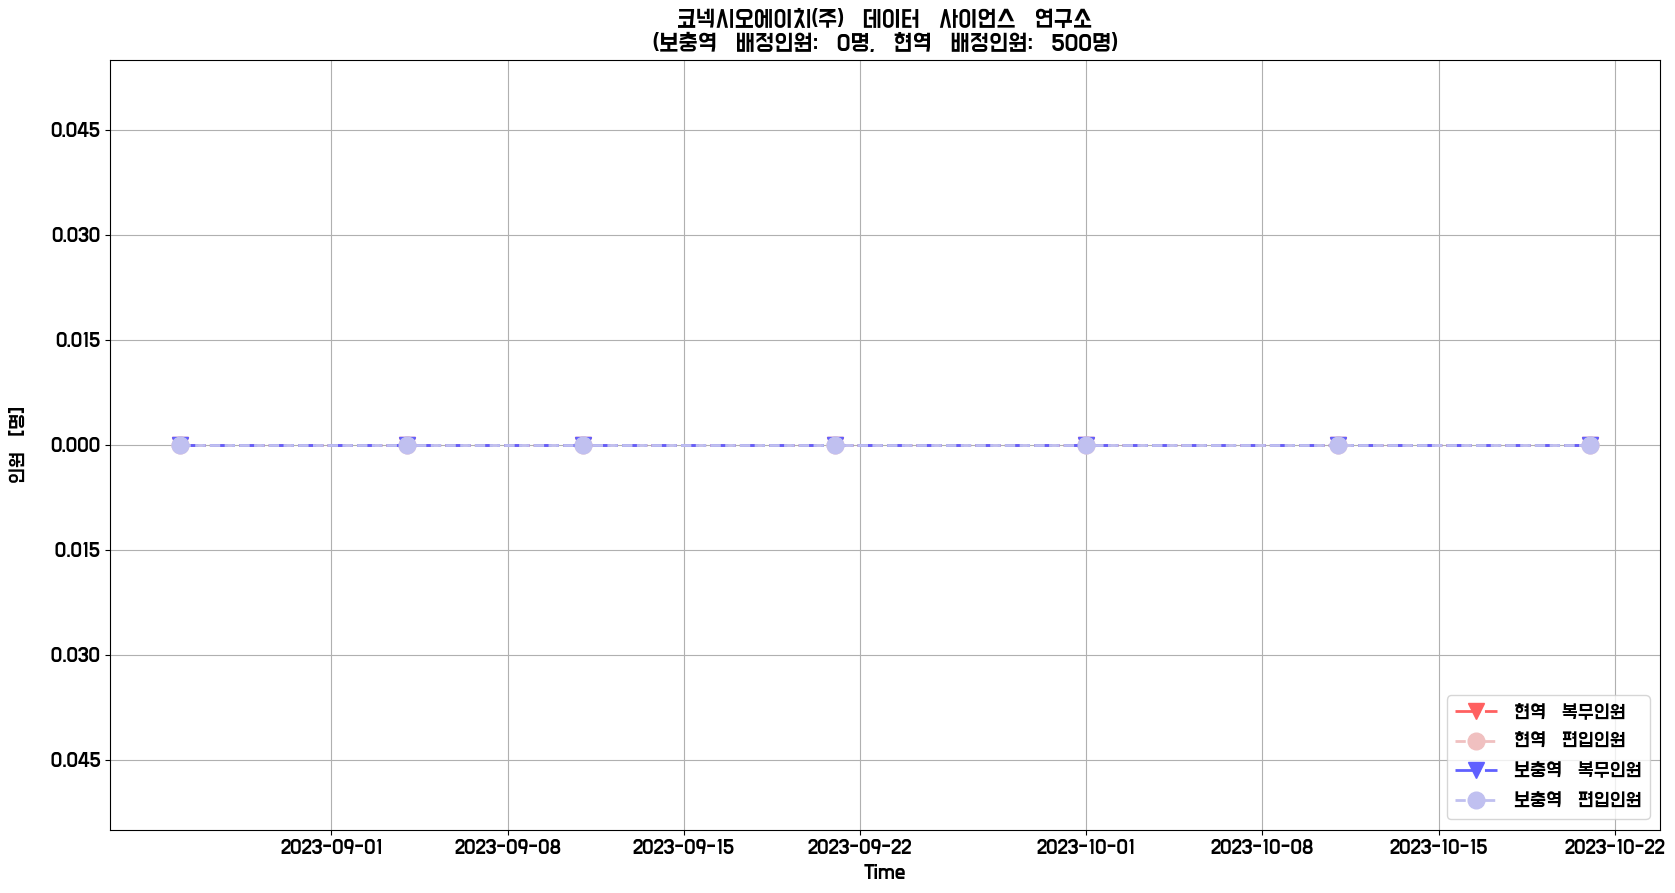 코넥시오에이치(주) 데이터 사이언스 연구소
(보충역 배정인원: 0명, 현역 배정인원: 500명)
0.045
0.030
0.015
0.000
0.015
0.030
0.045
인원 [명]
현역 복무인원
현역 편입인원
보충역 복무인원
보충역 편입인원
2023-09-01 2023-09-08 2023-09-15 2023-09-22 2023-10-01 2023-10-08 2023-10-15 2023-10-22
Time